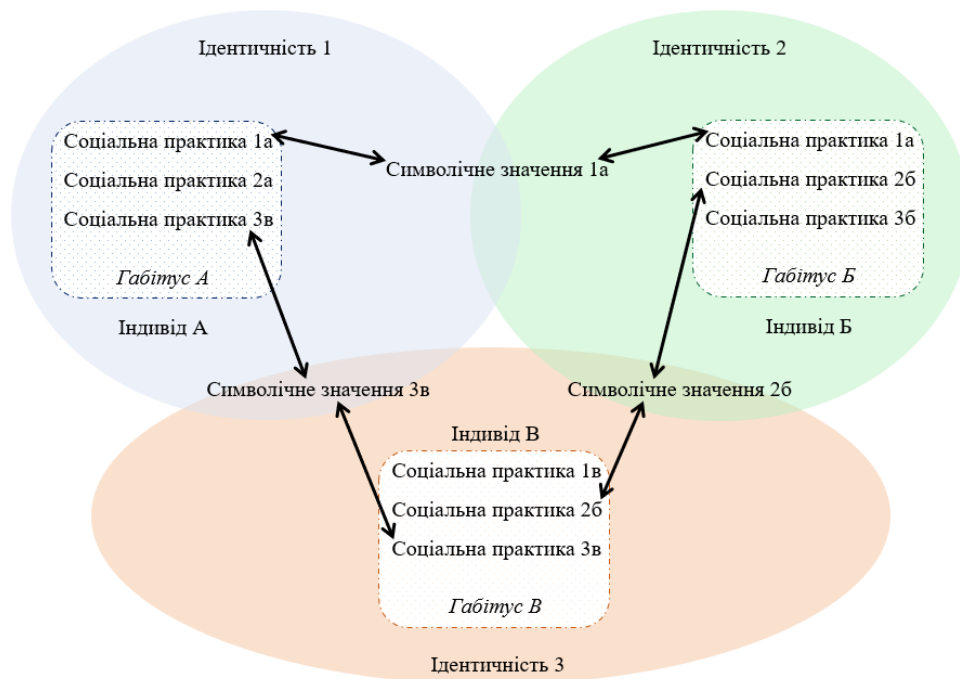 Ідентичність 1
Ідентичність 2
Соціальна практика 1а
Соціальна практика 2а
Соціальна практика 3в
Габітус А
Індивід А
Символічне значення 1а
Соціальна практика 1а
Соціальна практика 2б
Соціальна практика 3б
Габітус Б
Індивід Б
Символічне значення 3в
Символічне значення 2б
Індивід В
Соціальна практика 1в
Соціальна практика 2б
Соціальна практика 3в
Габітус В
Ідентичність 3